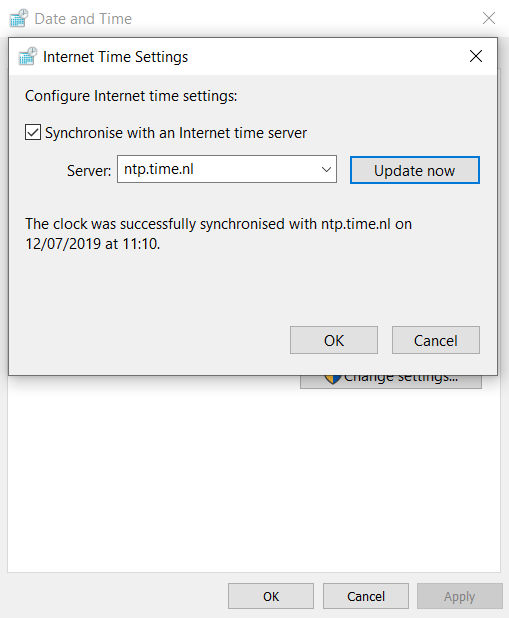 Date and Time
Internet Time Settings
Configure Internet time settings:
Synchronise with an Internet time server
Server: ntp.time.nl Update now
The clock was successfully synchronised with ntp.time.nl on
12/07/2019 at 11:10.
OK Cancel
Change settings...
OK Cancel Apply